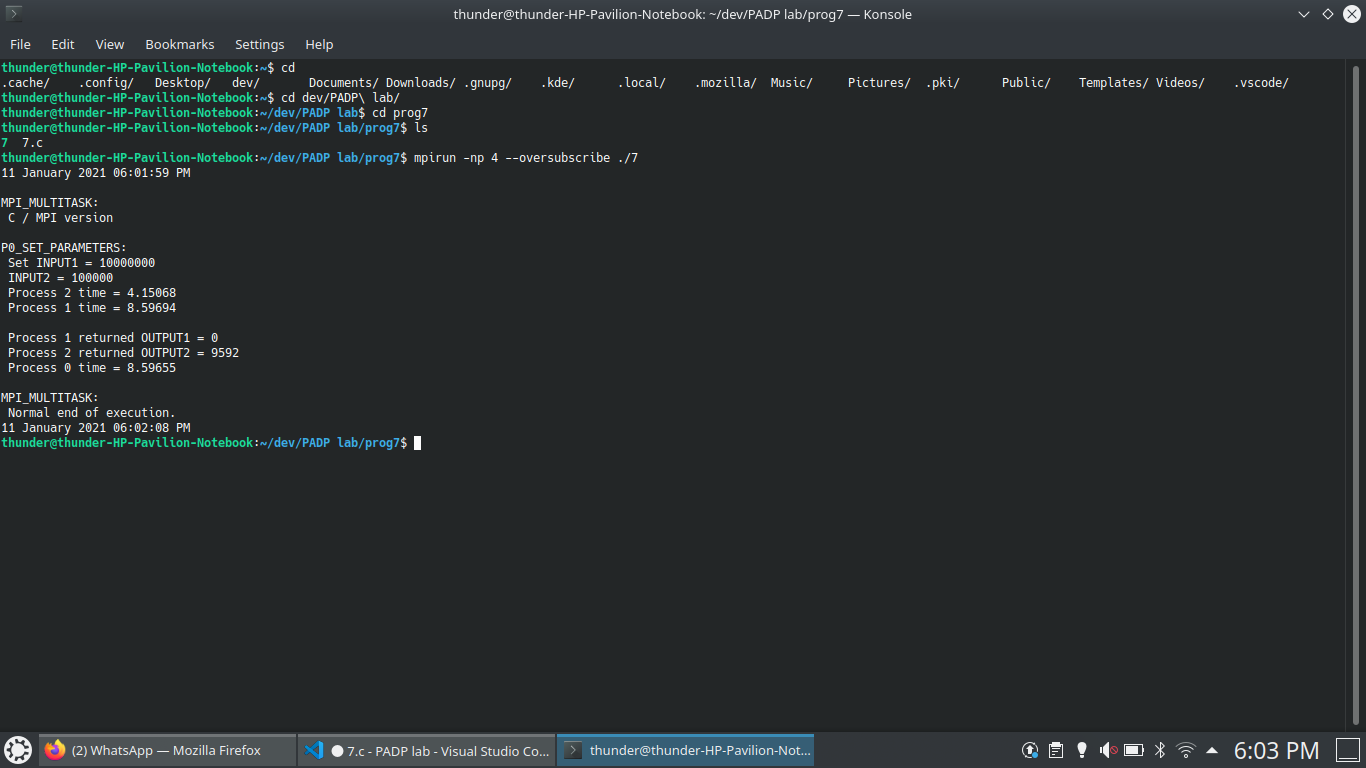 thunder@thunder-HP-Pavilion-Notebook: ~/dev/PADP lab/prog7 — Konsole
File Edit View Bookmarks Settings Help
thunder@thunder-HP-Pavilion-Notebook:~$ cd
.cache/ .config/ Desktop/ dev/ Documents/ Downloads/ .gnupg/ .kde/ .local/ .mozilla/ Music/ Pictures/ .pki/ Public/ Templates/ Videos/ .vscode/
thunder@thunder-HP-Pavilion-Notebook:~$ cd dev/PADP\ lab/
thunder@thunder-HP-Pavilion-Notebook:~/dev/PADP lab$ cd prog7
thunder@thunder-HP-Pavilion-Notebook:~/dev/PADP lab/prog7$ ls
7 7.c
thunder@thunder-HP-Pavilion-Notebook:~/dev/PADP lab/prog7$ mpirun -np 4 --oversubscribe ./7
11 January 2021 06:01:59 PM
MPI_MULTITASK:
C / MPI version
P0_SET_PARAMETERS:
Set INPUT1 = 10000000
INPUT2 = 100000
Process 2 time = 4.15068
Process 1 time = 8.59694
Process 1 returned OUTPUT1 = 0
Process 2 returned OUTPUT2 = 9592
Process 0 time = 8.59655
MPI_MULTITASK:
Normal end of execution.
11 January 2021 06:02:08 PM
thunder@thunder-HP-Pavilion-Notebook:~/dev/PADP lab/prog7$
(2) WhatsApp — Mozilla Firefox
● 7.c - PADP lab - Visual Studio Co...
thunder@thunder-HP-Pavilion-Not...
6:03 PM